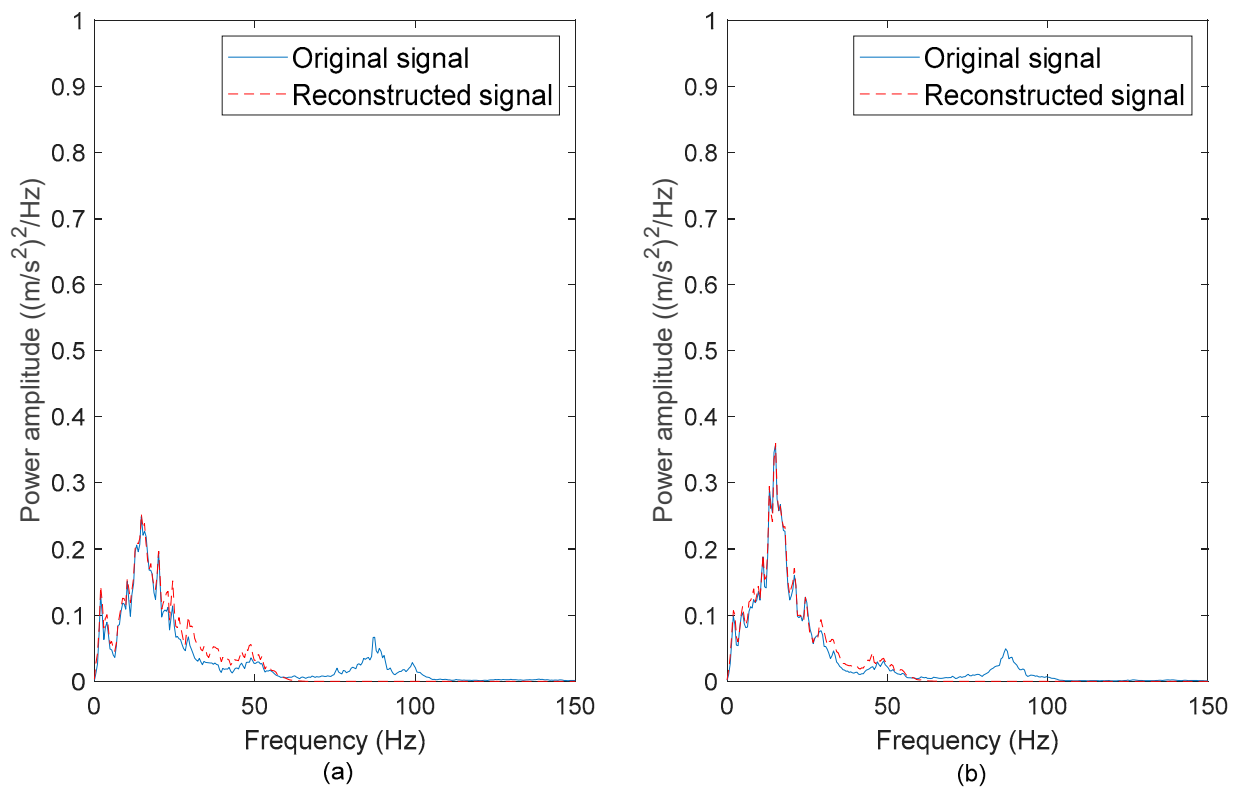 1
0.9
0.8
0.7
0.6
0.5
0.4
0.3
0.2
0.1
0
Power amplitude ((m/s²)²/Hz)
Original signal
Reconstructed signal
0 50 100 150
Frequency (Hz)
(a)
1
0.9
0.8
0.7
0.6
0.5
0.4
0.3
0.2
0.1
0
Power amplitude ((m/s²)²/Hz)
Original signal
Reconstructed signal
0 50 100 150
Frequency (Hz)
(b)